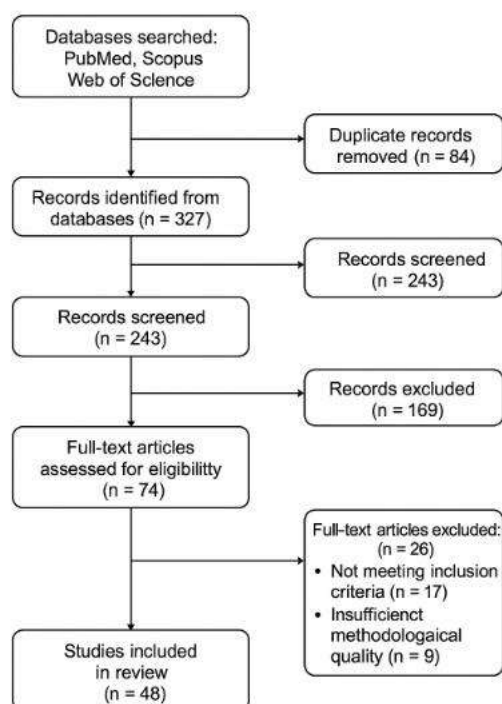 Databases searched:
PubMed, Scopus
Web of Sclence
Duplicate records
removed (n = 84)
Records identified from
databases (n = 327)
Records screened
(n = 243)
Records screened
(n = 243)
Records excluded
(n = 169)
Full-text articles
assessed for eligibilitty
(n = 74)
Full-text articles excluded:
(n = 26)
• Not meeting inclusion
criteria (n = 17)
• Insufficienct
methodologaical
quality (n = 9)
Studies included
in review
(n = 48)